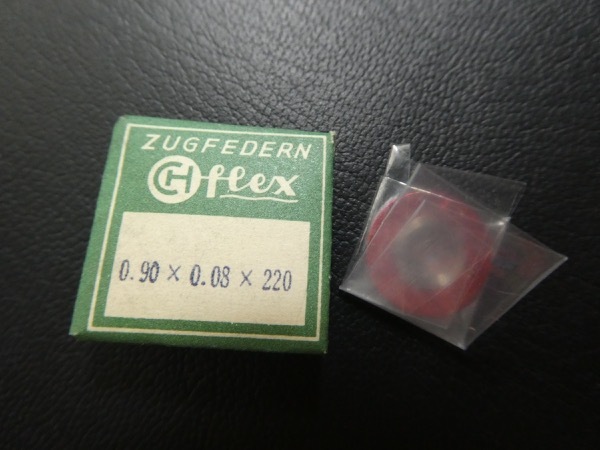 ZUGFEDERN
GHflex
0.90 × 0.08 × 220